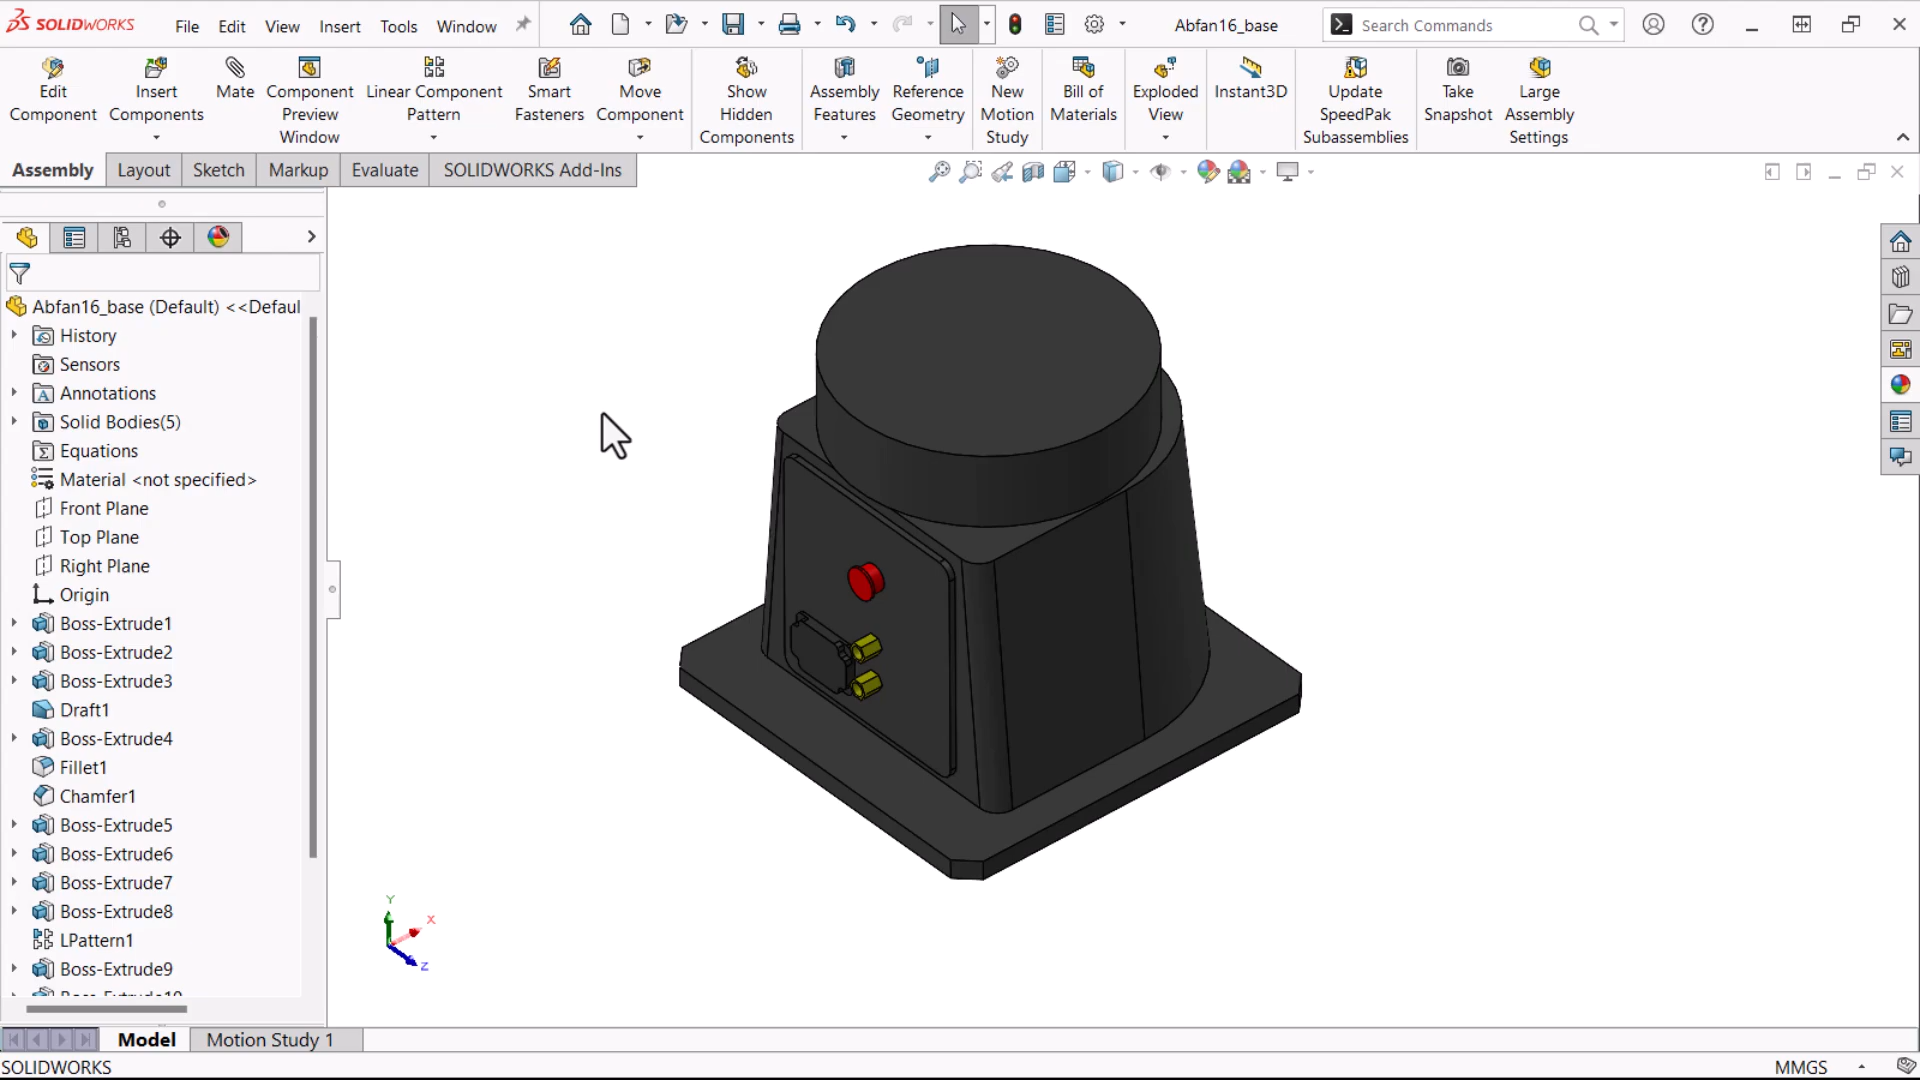 SOLIDWORKS
File Edit View Insert Tools Window
Abfan16_base
Search Commands
Edit Component
Insert Components
Mate
Component Preview Window
Linear Component Pattern
Smart Fasteners
Move Component
Show Hidden Components
Assembly Features
Reference Geometry
New Motion Study
Bill of Materials
Exploded View
Instant3D
Update SpeedPak Subassemblies
Take Snapshot
Large Assembly Settings
Assembly Layout Sketch Markup Evaluate SOLIDWORKS Add-Ins
Abfan16_base (Default) <<Defaul
History
Sensors
Annotations
Solid Bodies(5)
Equations
Material <not specified>
Front Plane
Top Plane
Right Plane
Origin
Boss-Extrude1
Boss-Extrude2
Boss-Extrude3
Draft1
Boss-Extrude4
Fillet1
Chamfer1
Boss-Extrude5
Boss-Extrude6
Boss-Extrude7
Boss-Extrude8
LPattern1
Boss-Extrude9
Boss-Extrude10
Y
X
Z
Model Motion Study 1
SOLIDWORKS
MMGS